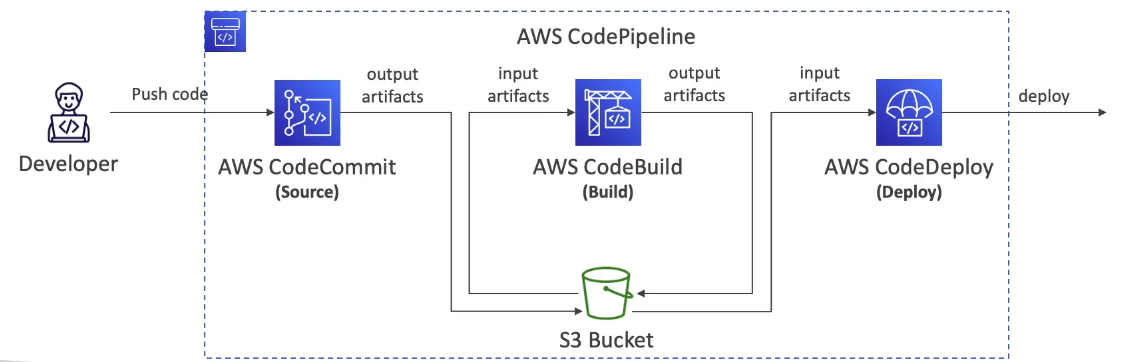 AWS CodePipeline
Push code
output
artifacts
input
artifacts
output
artifacts
input
artifacts
deploy
Developer
AWS CodeCommit
(Source)
AWS CodeBuild
(Build)
AWS CodeDeploy
(Deploy)
S3 Bucket